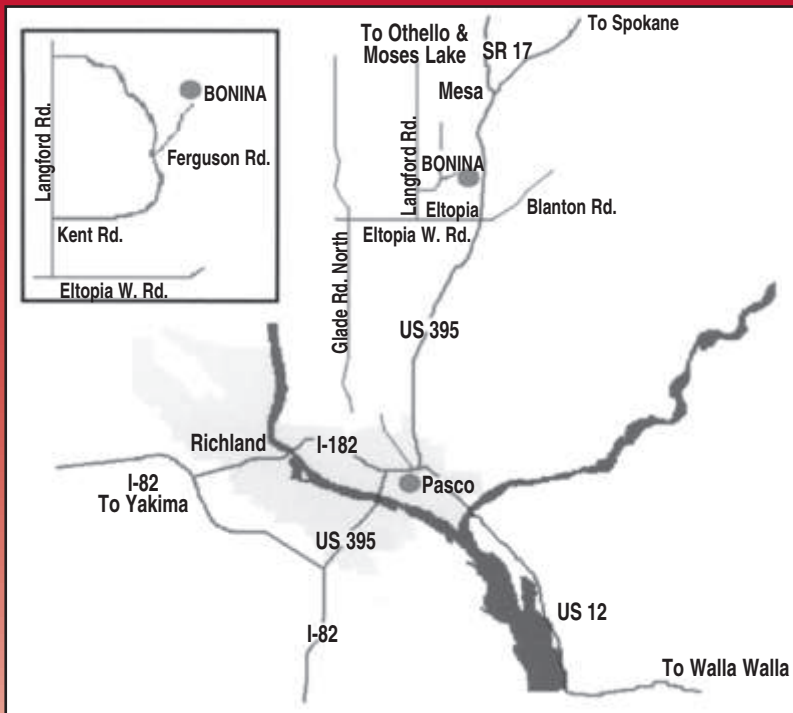 Langford Rd.
BONINA
Ferguson Rd.
Kent Rd.
Eltopia W. Rd.
To Othello &
Moses Lake
SR 17
To Spokane
Mesa
Langford Rd.
BONINA
Eltopia
Blanton Rd.
Eltopia W. Rd.
Glade Rd. North
US 395
Richland
I-182
I-82
To Yakima
Pasco
US 395
I-82
US 12
To Walla Walla